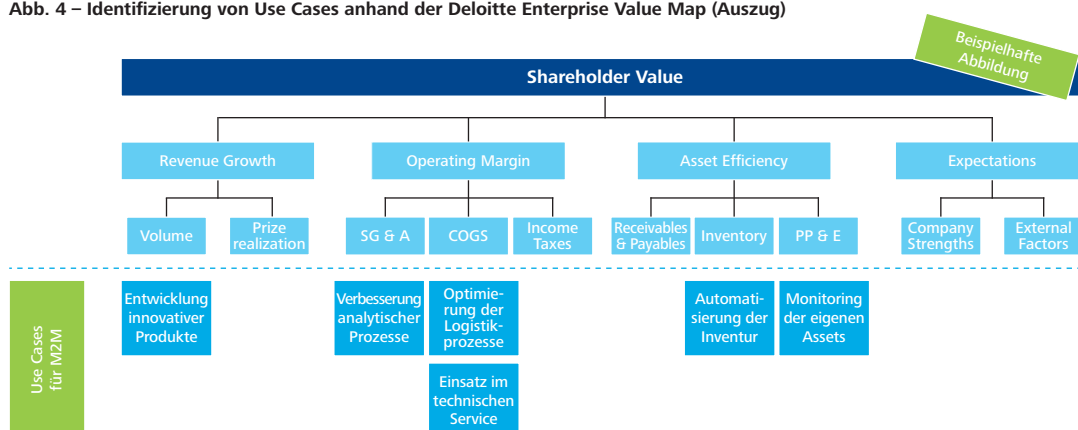 Abb. 4 – Identifizierung von Use Cases anhand der Deloitte Enterprise Value Map (Auszug)
Beispielhafte
Abbildung
Shareholder Value
Revenue Growth
Operating Margin
Asset Efficiency
Expectations
Volume
Prize
realization
SG & A
COGS
Income
Taxes
Receivables
& Payables
Inventory
PP & E
Company
Strengths
External
Factors
Use Cases
für M2M
Entwicklung
innovativer
Produkte
Verbesserung
analytischer
Prozesse
Optimie-
rung der
Logistik-
prozesse
Einsatz im
technischen
Service
Automati-
sierung der
Inventur
Monitoring
der eigenen
Assets